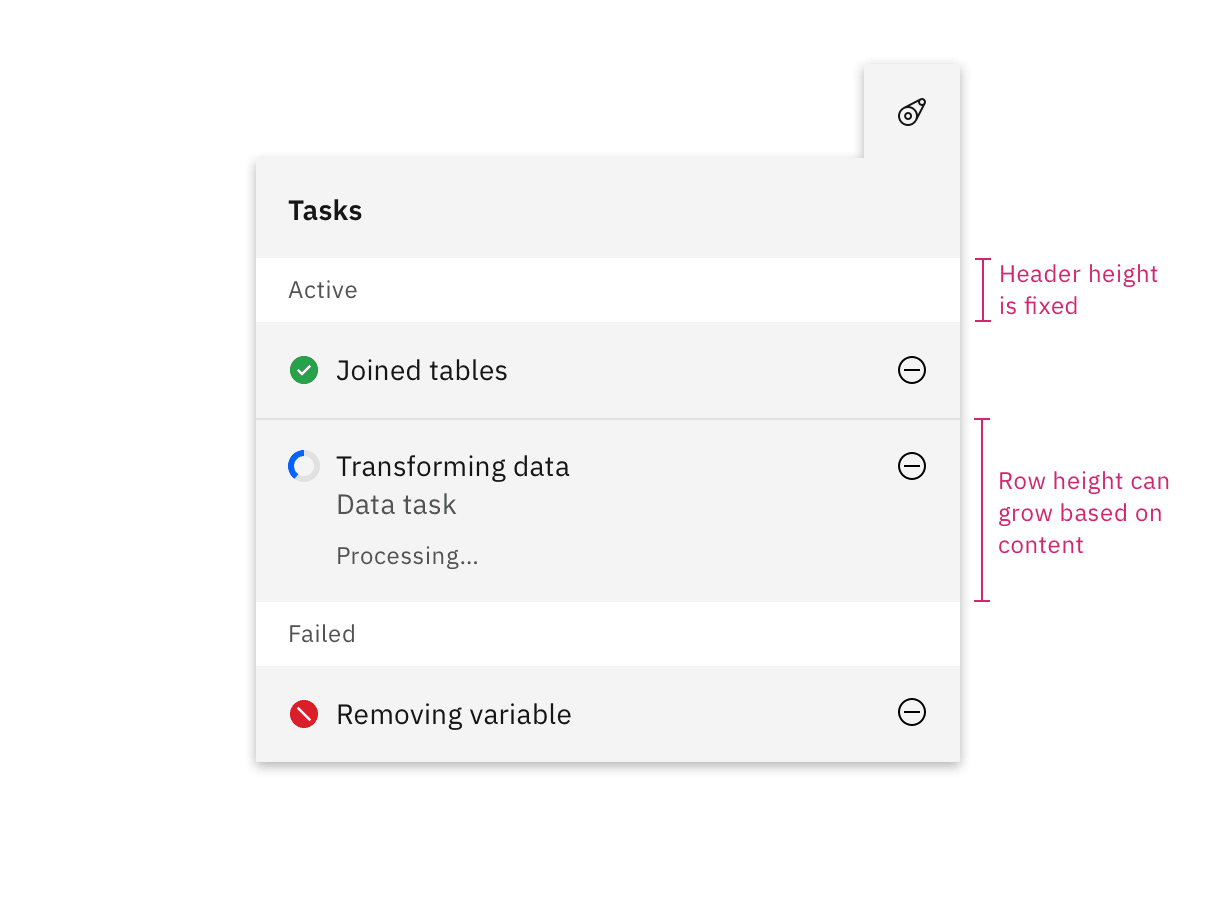 Tasks
Active
Header height
is fixed
Joined tables
Transforming data
Data task
Processing...
Row height can
grow based on
content
Failed
Removing variable